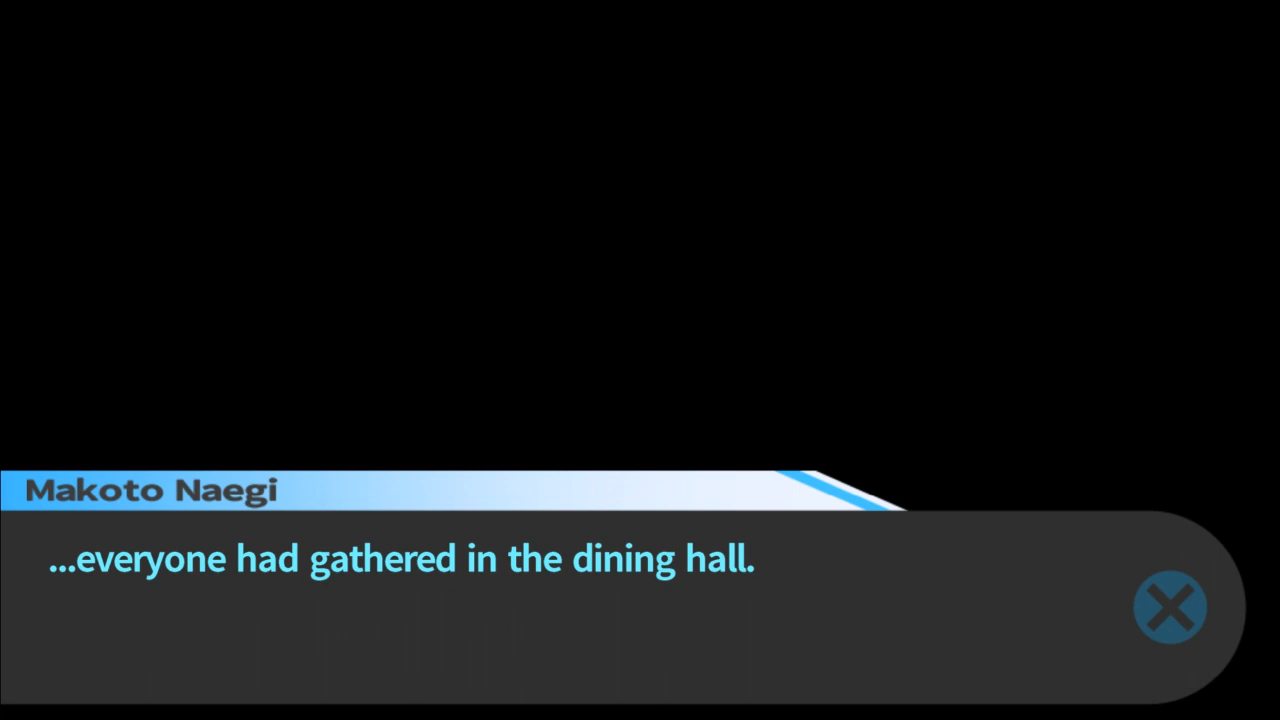 Makoto Naegi
...everyone had gathered in the dining hall.